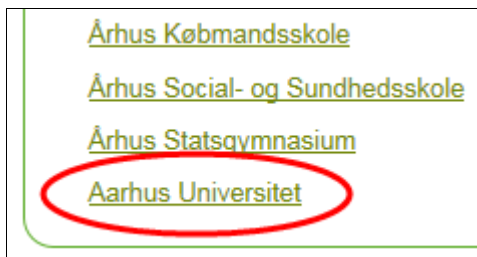 Århus Købmandsskole
Århus Social- og Sundhedsskole
Århus Statsgymnasium
Aarhus Universitet